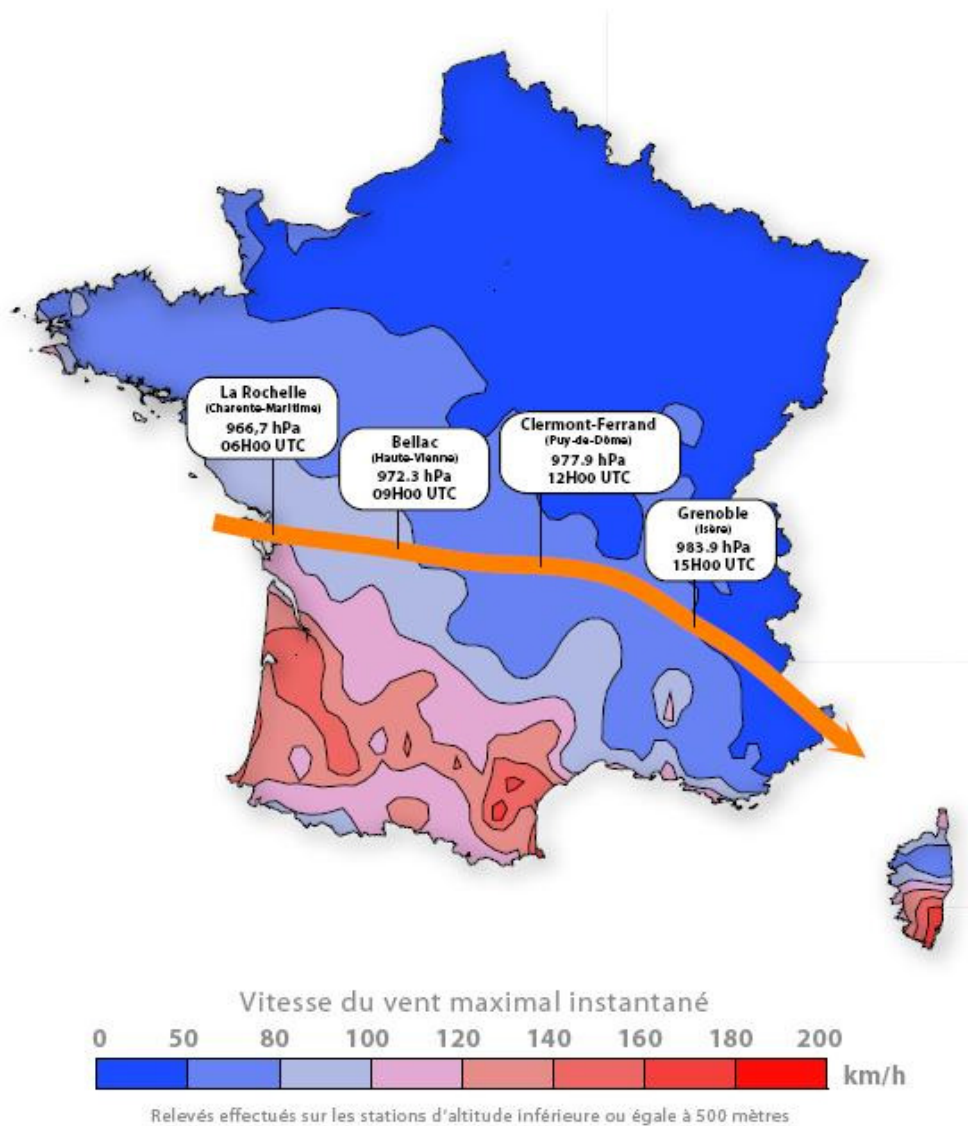 La Rochelle
(Charente-Maritime)
966,7 hPa
06H00 UTC
Bellac
(Haute-Vienne)
972.3 hPa
09H00 UTC
Clermont-Ferrand
(Puy-de-Dôme)
977.9 hPa
12H00 UTC
Grenoble
(Isère)
983.9 hPa
15H00 UTC
Vitesse du vent maximal instantané
0 50 80 100 120 140 160 180 200
km/h
Relevés effectués sur les stations d'altitude inférieure ou égale à 500 mètres